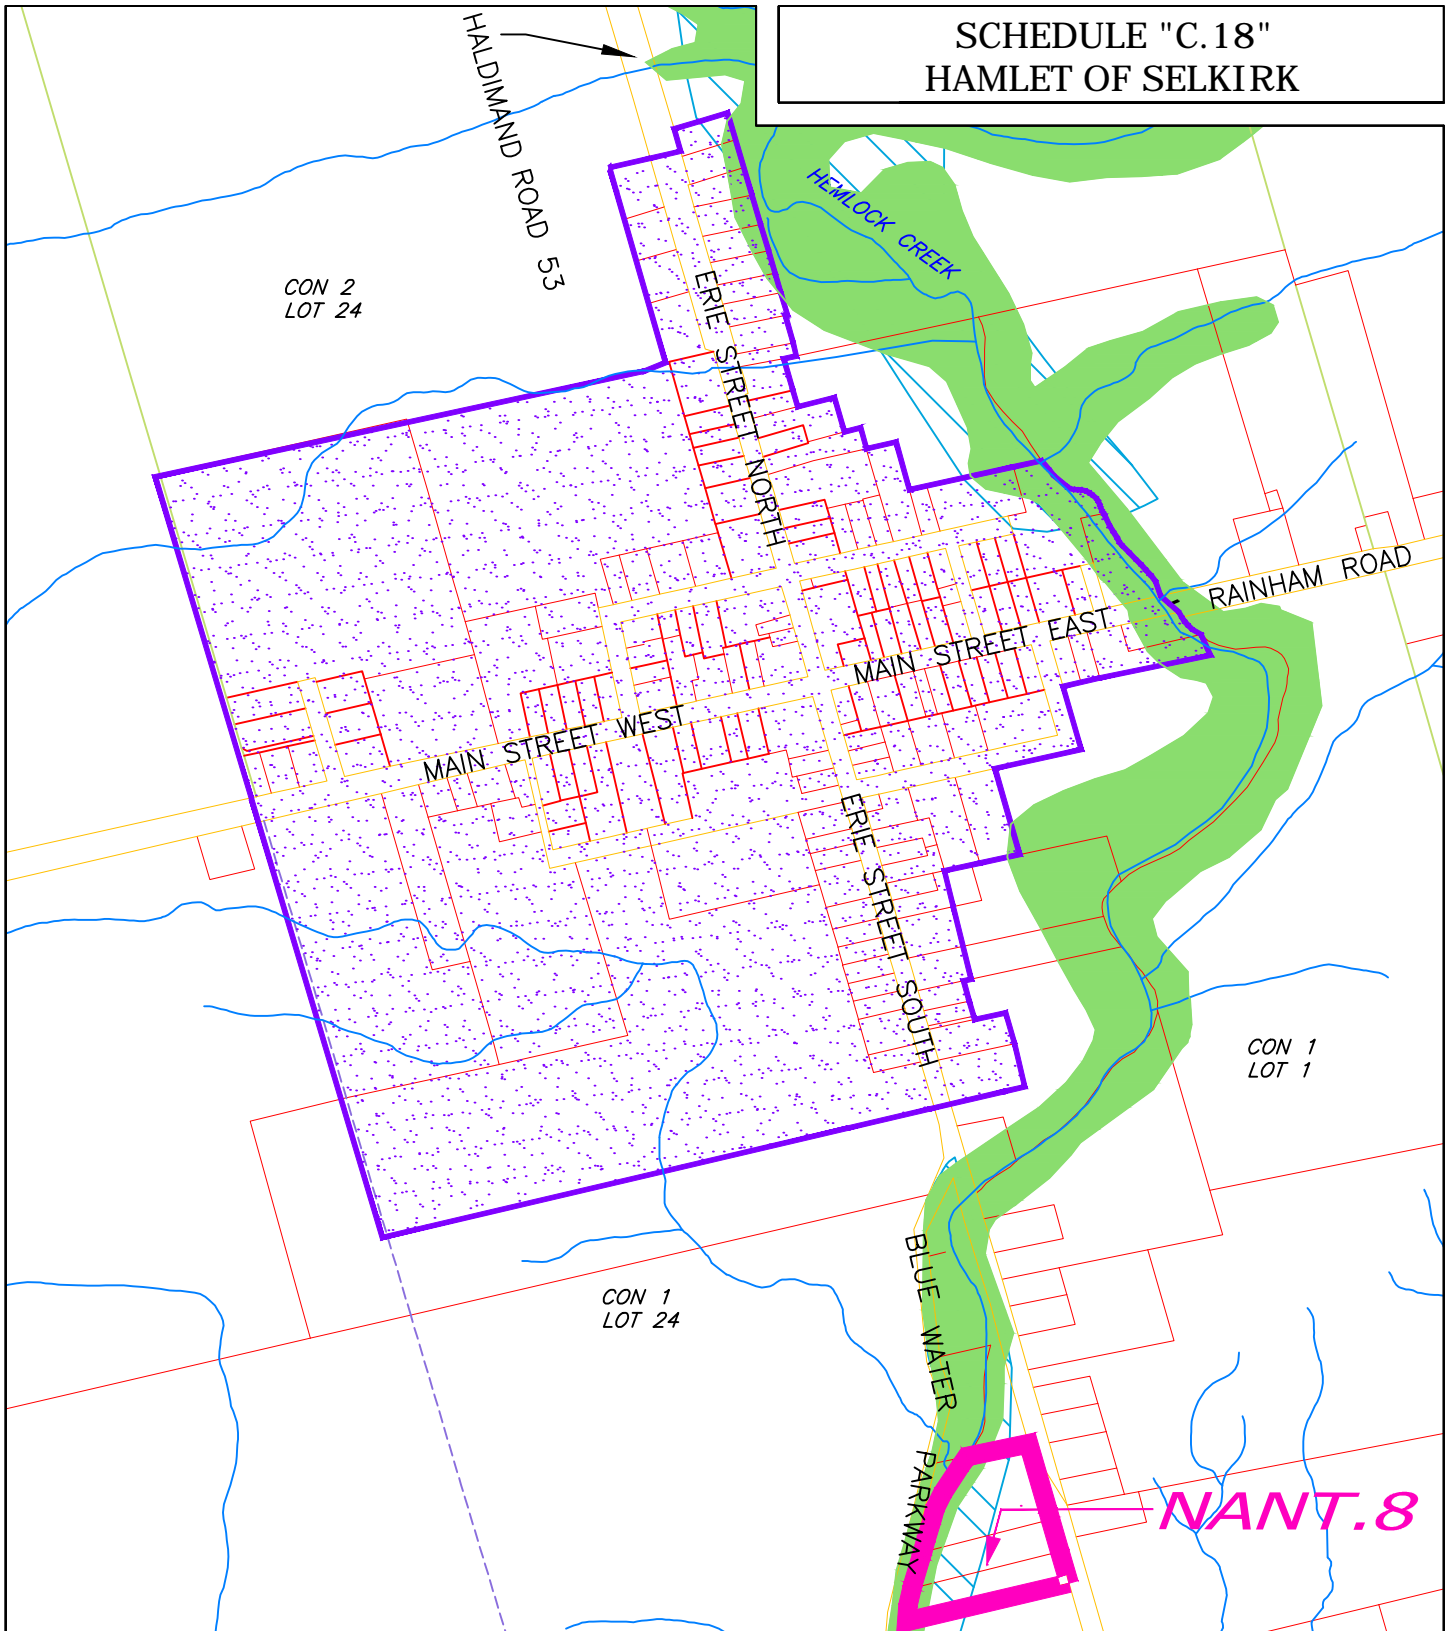 SCHEDULE "C.18"
HAMLET OF SELKIRK
HALDIMAND ROAD 53
HEMLOCK CREEK
CON 2
LOT 24
ERIE STREET NORTH
RAINHAM ROAD
MAIN STREET EAST
MAIN STREET WEST
ERIE STREET SOUTH
CON 1
LOT 1
CON 1
LOT 24
BLUE WATER PARKWAY
NANT.8